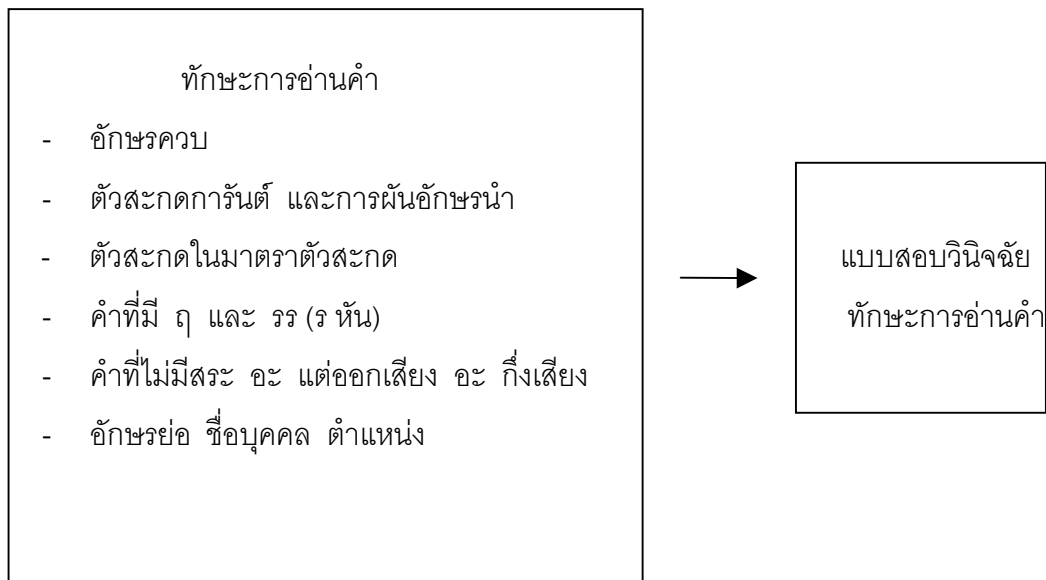 ทักษะการอ่านคำ
- อักษรควบ
- ตัวสะกดการันต์ และการผันอักษรนำ
- ตัวสะกดในมาตราตัวสะกด
- คำที่มี ฤ และ รร (ร หัน)
- คำที่ไม่มีสระ อะ แต่ออกเสียง อะ กึ่งเสียง
- อักษรย่อ ชื่อบุคคล ตำแหน่ง
แบบสอบวินิจฉัย
ทักษะการอ่านคำ